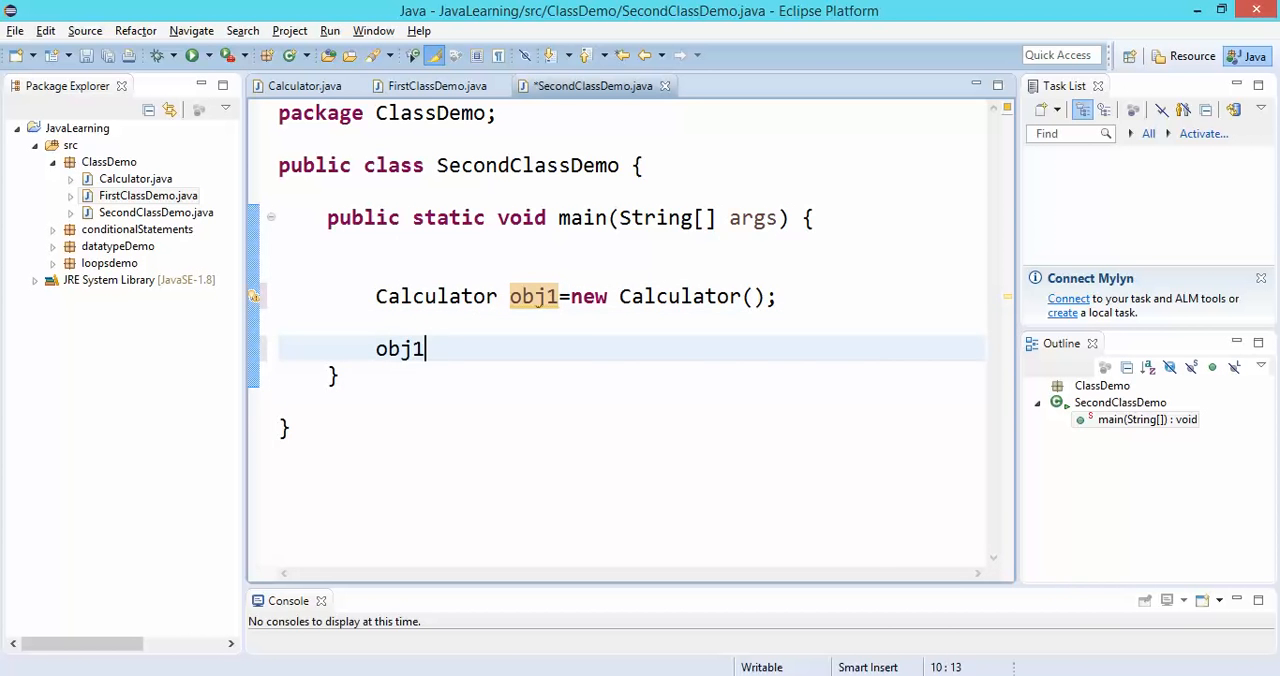 Java - JavaLearning/src/ClassDemo/SecondClassDemo.java - Eclipse Platform
File Edit Source Refactor Navigate Search Project Run Window Help
Quick Access
Resource
Java
Package Explorer
JavaLearning
src
ClassDemo
Calculator.java
FirstClassDemo.java
SecondClassDemo.java
conditionalStatements
datatypeDemo
loopsdemo
JRE System Library [JavaSE-1.8]
Calculator.java
FirstClassDemo.java
*SecondClassDemo.java
package ClassDemo;
public class SecondClassDemo {
public static void main(String[] args) {
Calculator obj1=new Calculator();
obj1
}
}
Task List
Find
All
Activate...
Connect Mylyn
Connect to your task and ALM tools or
create a local task.
Outline
ClassDemo
SecondClassDemo
main(String[]) : void
Console
No consoles to display at this time.
Writable
Smart Insert
10 : 13